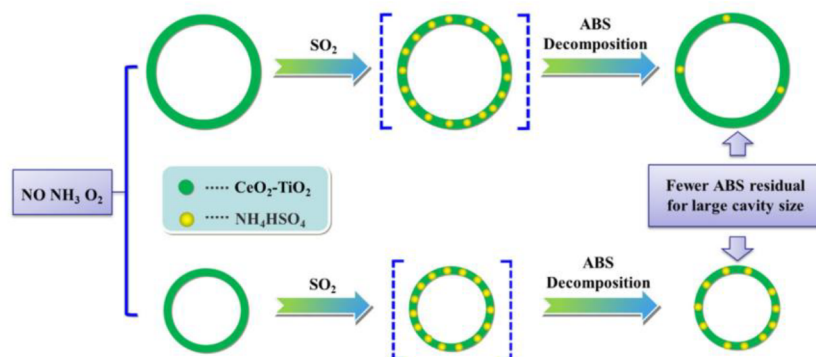 SO₂
ABS
Decomposition
NO NH₃ O₂
····· CeO₂-TiO₂
····· NH₄HSO₄
Fewer ABS residual
for large cavity size
SO₂
ABS
Decomposition